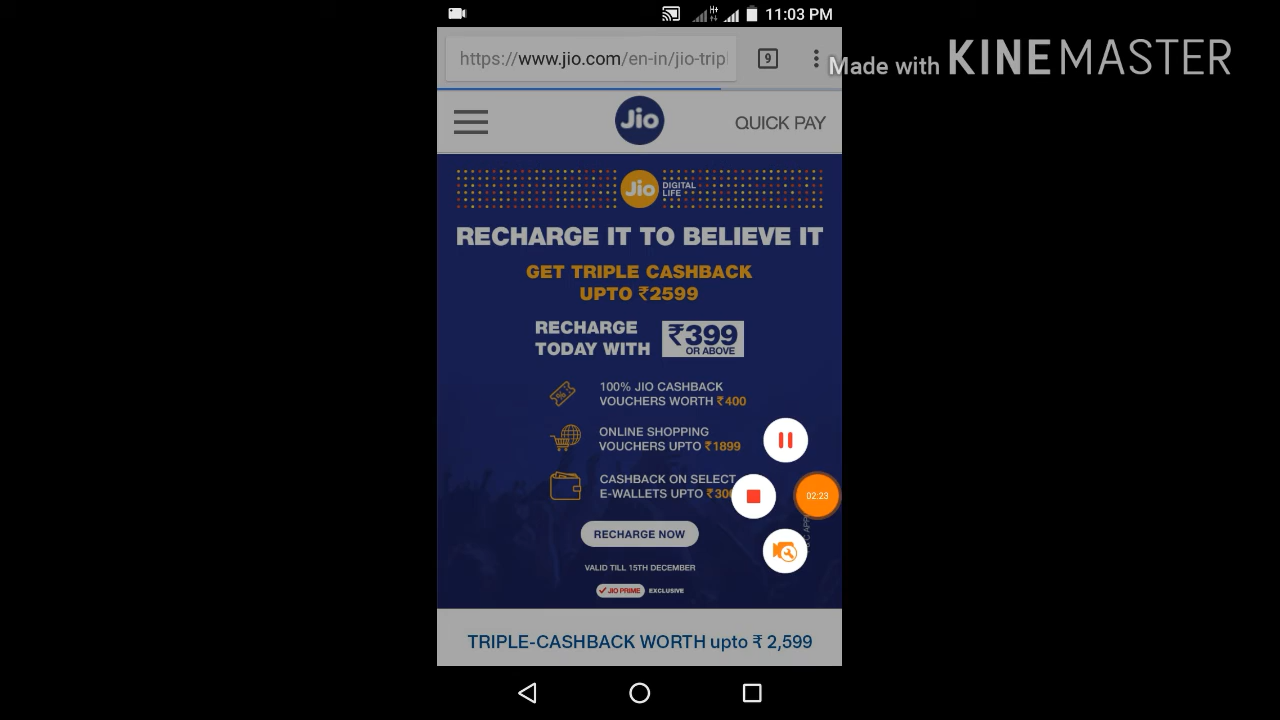 11:03 PM
https://www.jio.com/en-in/jio-trip
9
Made with KINEMASTER
Jio
QUICK PAY
Jio DIGITAL
LIFE
RECHARGE IT TO BELIEVE IT
GET TRIPLE CASHBACK
UPTO ₹2599
RECHARGE
TODAY WITH
₹399
OR ABOVE
100% JIO CASHBACK
VOUCHERS WORTH ₹400
ONLINE SHOPPING
VOUCHERS UPTO ₹1899
CASHBACK ON SELECT
E-WALLETS UPTO
02:23
RECHARGE NOW
VALID TILL 15TH DECEMBER
JIO PRIME EXCLUSIVE
TRIPLE-CASHBACK WORTH upto ₹ 2,599